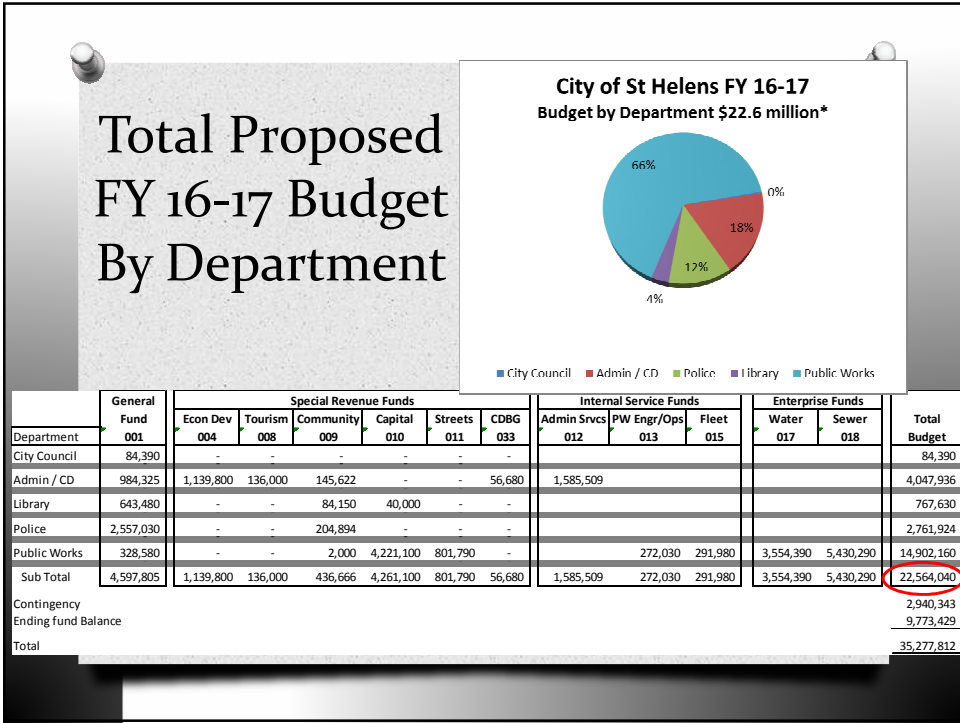 Total Proposed
FY 16-17 Budget
By Department
City of St Helens FY 16-17
Budget by Department $22.6 million*
66%
0%
18%
12%
4%
City Council Admin / CD Police Library Public Works
General Special Revenue Funds Internal Service Funds Enterprise Funds
Fund Econ Dev Tourism Community Capital Streets CDBG Admin Srvcs PW Engr/Ops Fleet Water Sewer Total
Department 001 004 008 009 010 011 033 012 013 015 017 018 Budget
City Council 84,390 - - - - - - 84,390
Admin / CD 984,325 1,139,800 136,000 145,622 - - 56,680 1,585,509 4,047,936
Library 643,480 - - 84,150 40,000 - - 767,630
Police 2,557,030 - - 204,894 - - - 2,761,924
Public Works 328,580 - - 2,000 4,221,100 801,790 - 272,030 291,980 3,554,390 5,430,290 14,902,160
Sub Total 4,597,805 1,139,800 136,000 436,666 4,261,100 801,790 56,680 1,585,509 272,030 291,980 3,554,390 5,430,290 22,564,040
Contingency 2,940,343
Ending fund Balance 9,773,429
Total 35,277,812